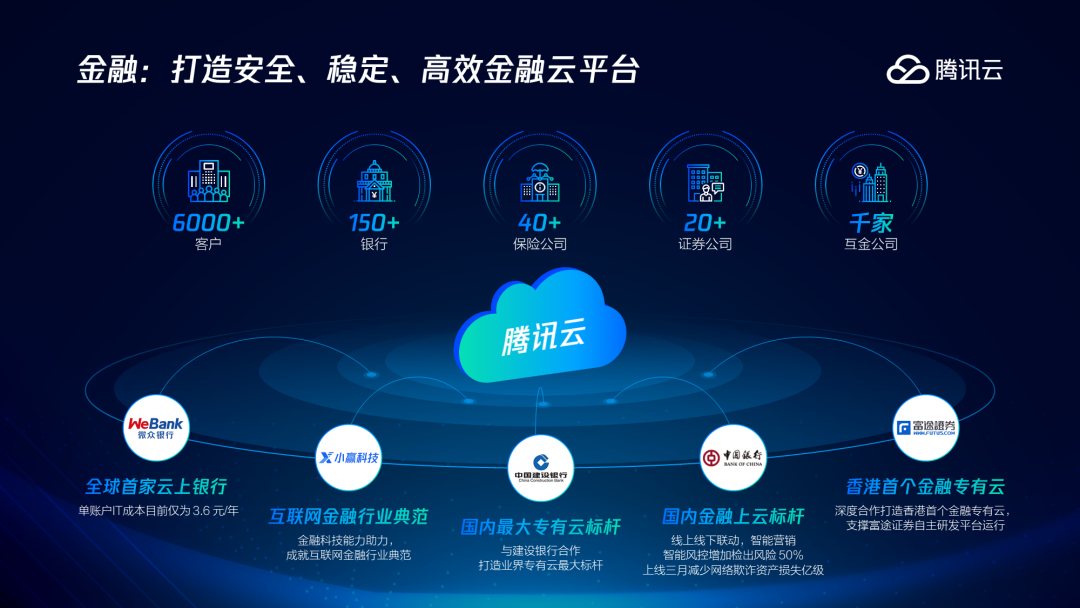 金融：打造安全、稳定、高效金融云平台
腾讯云
6000+
客户
150+
银行
40+
保险公司
20+
证券公司
千家
互金公司
腾讯云
WeBank
微众银行
全球首家云上银行
单账户IT成本目前仅为 3.6 元/年
小赢科技
互联网金融行业典范
金融科技能力助力，
成就互联网金融行业典范
中国建设银行
China Construction Bank
国内最大专有云标杆
与建设银行合作
打造业界专有云最大标杆
中国银行
BANK OF CHINA
国内金融上云标杆
线上线下联动，智能营销
智能风控增加检出风险 50%
上线三月减少网络欺诈资产损失亿级
富途證券
WWW.FUTU5.COM
香港首个金融专有云
深度合作打造香港首个金融专有云，
支撑富途证券自主研发平台运行